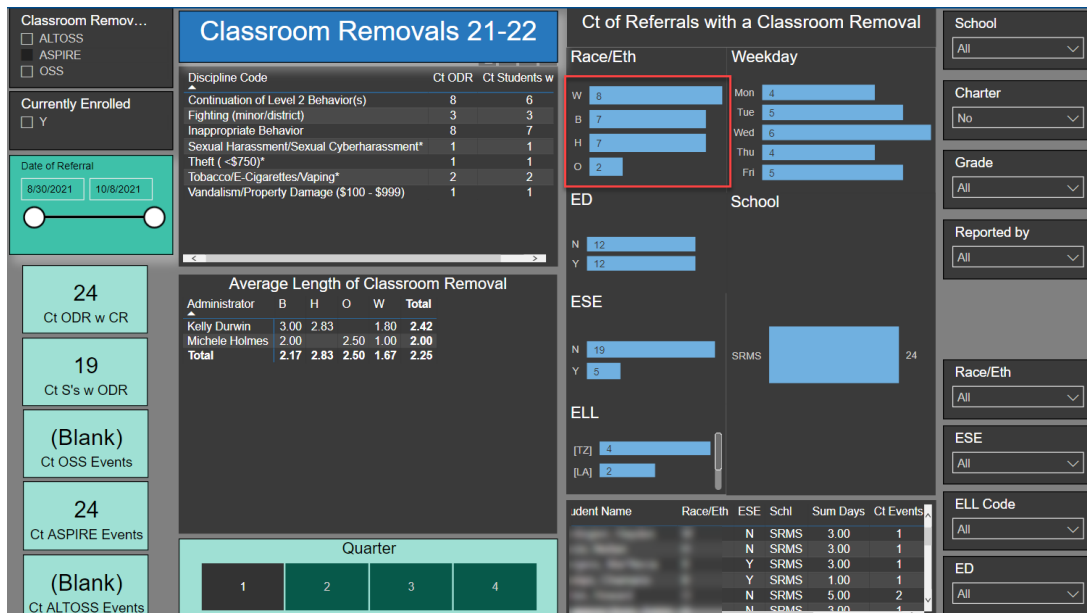 Classroom Remov...
ALTOSS
ASPIRE
OSS
Currently Enrolled
Y
Date of Referral
8/30/2021 10/8/2021
24
Ct ODR w CR
19
Ct S's w ODR
(Blank)
Ct OSS Events
24
Ct ASPIRE Events
(Blank)
Ct ALTOSS Events
Classroom Removals 21-22
Discipline Code Ct ODR Ct Students w
Continuation of Level 2 Behavior(s) 8 6
Fighting (minor/district) 3 3
Inappropriate Behavior 8 7
Sexual Harassment/Sexual Cyberharassment* 1 1
Theft ( <$750)* 1 1
Tobacco/E-Cigarettes/Vaping* 2 2
Vandalism/Property Damage ($100 - $999) 1 1
Average Length of Classroom Removal
Administrator B H O W Total
Kelly Durwin 3.00 2.83 1.80 2.42
Michele Holmes 2.00 2.50 1.00 2.00
Total 2.17 2.83 2.50 1.67 2.25
Quarter
1 2 3 4
Ct of Referrals with a Classroom Removal
Race/Eth
W 8
B 7
H 7
O 2
Weekday
Mon 4
Tue 5
Wed 6
Thu 4
Fri 5
ED
N 12
Y 12
School
SRMS 24
ESE
N 19
Y 5
ELL
[TZ] 4
[LA] 2
udent Name Race/Eth ESE Schl Sum Days Ct Events
N SRMS 3.00 1
N SRMS 3.00 1
Y SRMS 3.00 1
Y SRMS 1.00 1
N SRMS 5.00 2
N SRMS 3.00 1
School
All
Charter
No
Grade
All
Reported by
All
Race/Eth
All
ESE
All
ELL Code
All
ED
All